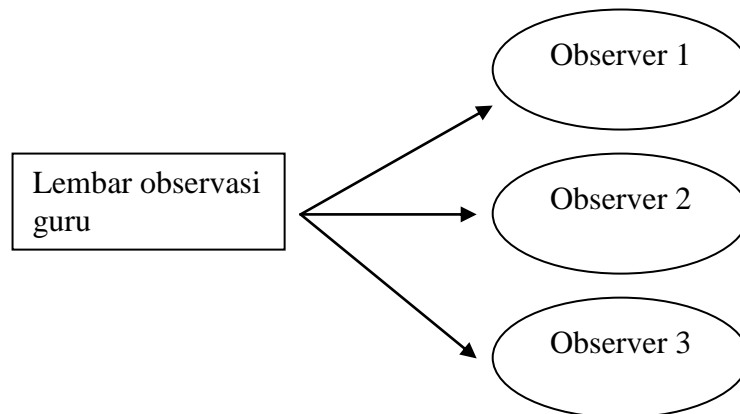 Observer 1
Lembar observasi
guru
Observer 2
Observer 3